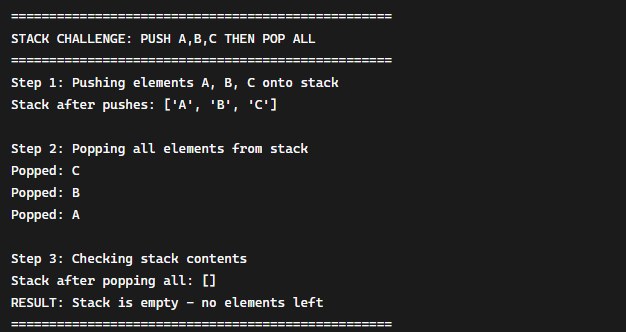 ==================================================
STACK CHALLENGE: PUSH A,B,C THEN POP ALL
==================================================
Step 1: Pushing elements A, B, C onto stack
Stack after pushes: ['A', 'B', 'C']
Step 2: Popping all elements from stack
Popped: C
Popped: B
Popped: A
Step 3: Checking stack contents
Stack after popping all: []
RESULT: Stack is empty - no elements left
==================================================